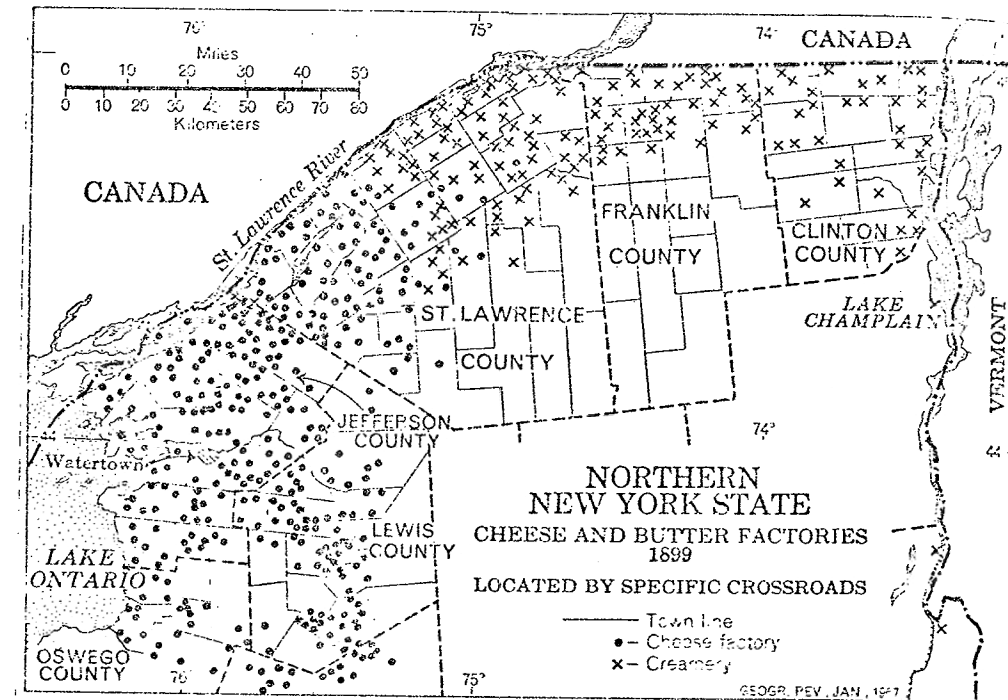 76°
75°
74°
Miles
0 10 20 30 40 50
0 10 20 30 40 50 60 70 80
Kilometers
CANADA
CANADA
St. Lawrence River
FRANKLIN
COUNTY
CLINTON
COUNTY
ST. LAWRENCE
COUNTY
LAKE
CHAMPLAIN
VERMONT
JEFFERSON
COUNTY
44
Watertown
74°
44
NORTHERN
NEW YORK STATE
CHEESE AND BUTTER FACTORIES
1899
LOCATED BY SPECIFIC CROSSROADS
LEWIS
COUNTY
LAKE
ONTARIO
Town line
● – Cheese factory
× – Creamery
OSWEGO
COUNTY
76°
75°
GEOGR. REV., JAN.,